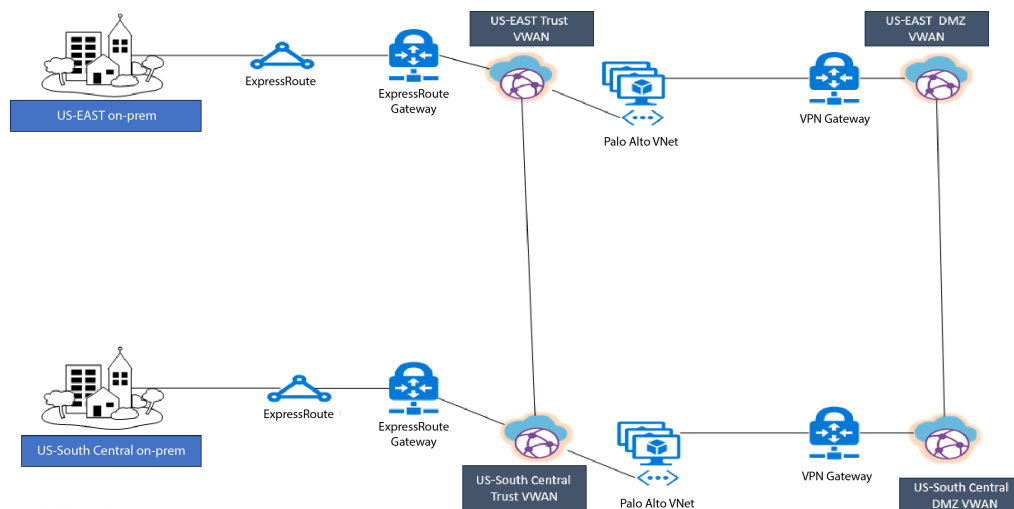 US-EAST Trust
VWAN
US-EAST  DMZ
VWAN
ExpressRoute
ExpressRoute
Gateway
US-EAST on-prem
VPN Gateway
Palo Alto VNet
ExpressRoute
ExpressRoute
Gateway
US-South Central on-prem
US-South Central
Trust VWAN
Palo Alto VNet
VPN Gateway
US-South Central
DMZ VWAN